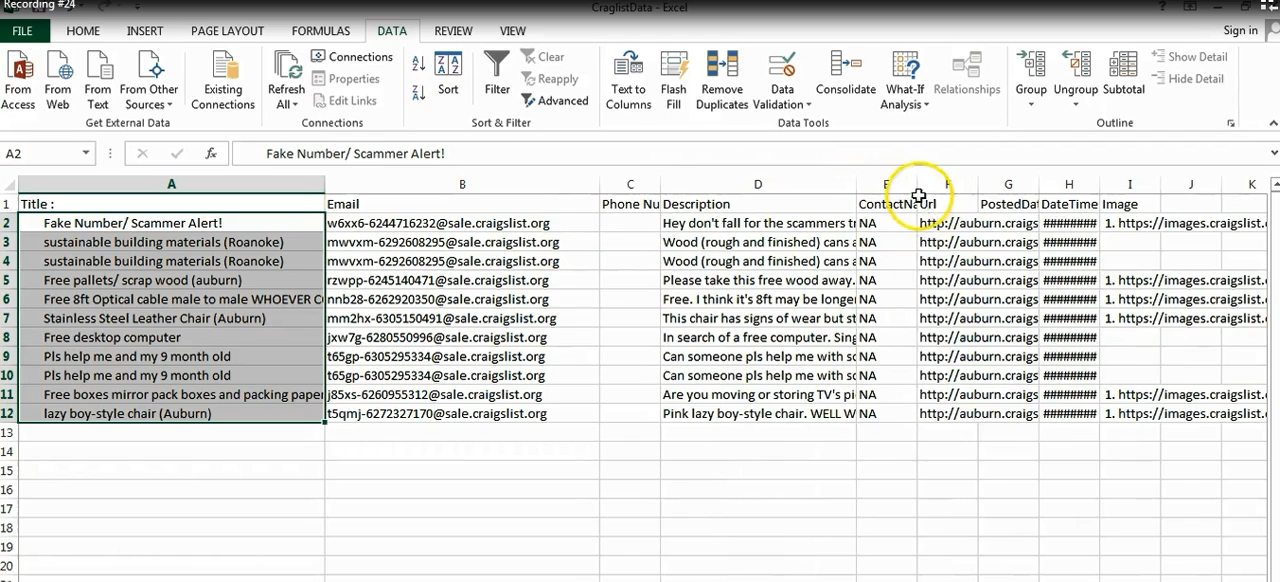 Recording #24
CraglistData - Excel
FILE HOME INSERT PAGE LAYOUT FORMULAS DATA REVIEW VIEW Sign in
From Access
From Web
From Text
From Other Sources
Existing Connections
Refresh All
Connections
Properties
Edit Links
Sort
Filter
Clear
Reapply
Advanced
Text to Columns
Flash Fill
Remove Duplicates
Data Validation
Consolidate
What-If Analysis
Relationships
Group
Ungroup
Subtotal
Show Detail
Hide Detail
Get External Data Connections Sort & Filter Data Tools Outline
A2 fx Fake Number/ Scammer Alert!
A B C D E F G H I J K
1 Title : Email Phone Nu Description ContactNa Url PostedDat DateTime Image
2 Fake Number/ Scammer Alert! w6xx6-6244716232@sale.craigslist.org Hey don't fall for the scammers t NA http://auburn.craigs ######## 1. https://images.craigslist.
3 sustainable building materials (Roanoke) mwvxm-6292608295@sale.craigslist.org Wood (rough and finished) cans a NA http://auburn.craigs ########
4 sustainable building materials (Roanoke) mwvxm-6292608295@sale.craigslist.org Wood (rough and finished) cans a NA http://auburn.craigs ########
5 Free pallets/ scrap wood (auburn) rzwpp-6245140471@sale.craigslist.org Please take this free wood away. NA http://auburn.craigs ######## 1. https://images.craigslist.
6 Free 8ft Optical cable male to male WHOEVER C nnb28-6262920350@sale.craigslist.org Free. I think it's 8ft may be longe NA http://auburn.craigs ######## 1. https://images.craigslist.
7 Stainless Steel Leather Chair (Auburn) mm2hx-6305150491@sale.craigslist.org This chair has signs of wear but st NA http://auburn.craigs ######## 1. https://images.craigslist.
8 Free desktop computer jxw7g-6280550996@sale.craigslist.org In search of a free computer. Sing NA http://auburn.craigs ########
9 Pls help me and my 9 month old t65gp-6305295334@sale.craigslist.org Can someone pls help me with so NA http://auburn.craigs ########
10 Pls help me and my 9 month old t65gp-6305295334@sale.craigslist.org Can someone pls help me with so NA http://auburn.craigs ########
11 Free boxes mirror pack boxes and packing paper j85xs-6260955312@sale.craigslist.org Are you moving or storing TV's pi NA http://auburn.craigs ######## 1. https://images.craigslist.
12 lazy boy-style chair (Auburn) t5qmj-6272327170@sale.craigslist.org Pink lazy boy-style chair. WELL W NA http://auburn.craigs ######## 1. https://images.craigslist.
13
14
15
16
17
18
19
20